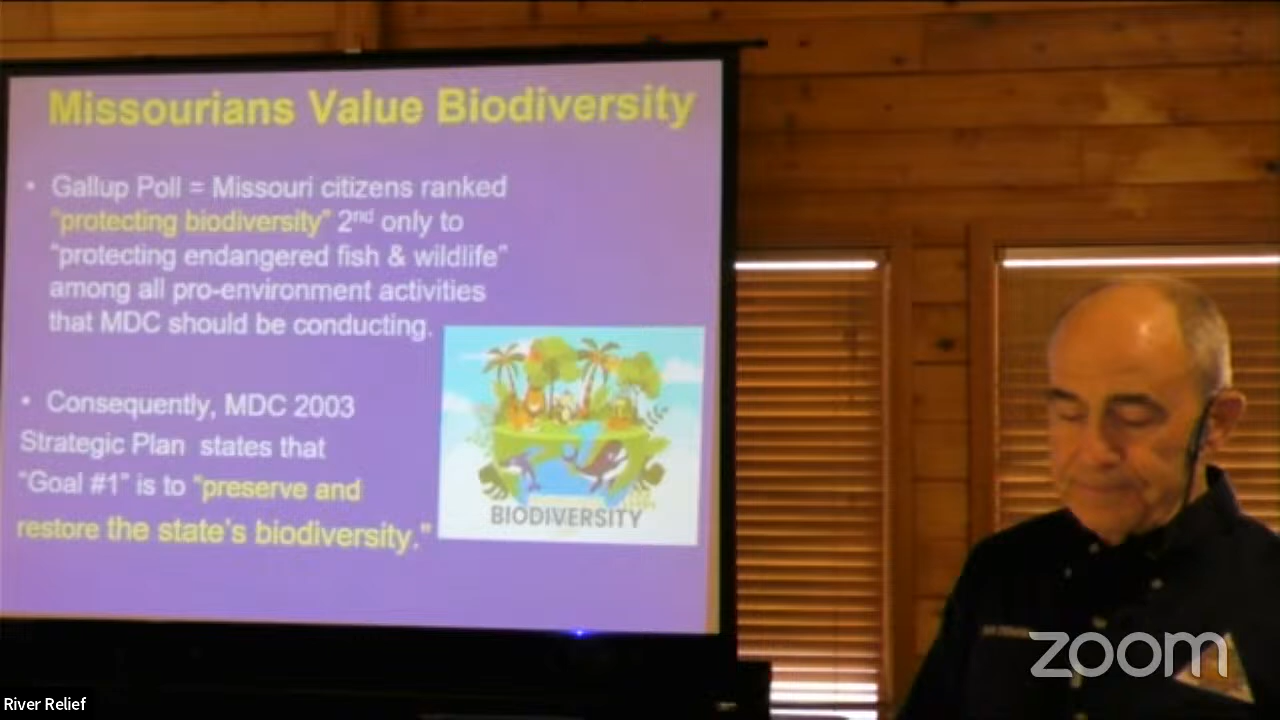 Missourians Value Biodiversity
• Gallup Poll = Missouri citizens ranked
"protecting biodiversity" 2nd only to
"protecting endangered fish & wildlife"
among all pro-environment activities
that MDC should be conducting.
• Consequently, MDC 2003
Strategic Plan states that
"Goal #1" is to "preserve and
restore the state's biodiversity."
BIODIVERSITY
zoom
River Relief